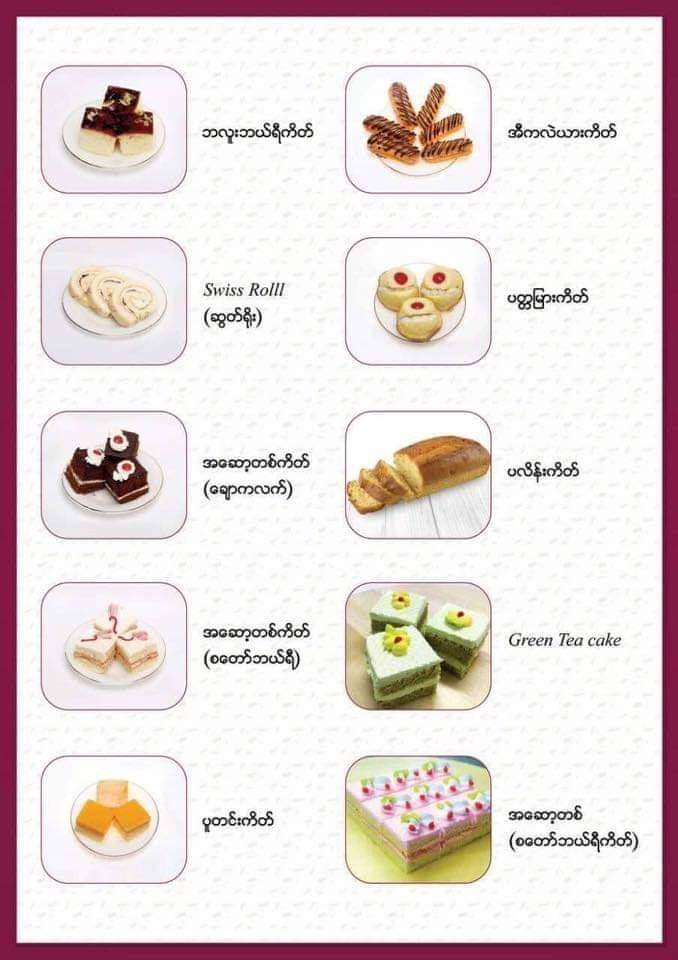 ဘလူးဘယ်ရီကိတ်
အီကလဲယားကိတ်
Swiss Rolll
(ဆွတ်ရိုး)
ပတ္တမြားကိတ်
အဆော့တစ်ကိတ်
(ချောကလက်)
ပလိန်းကိတ်
အဆော့တစ်ကိတ်
(စတော်ဘယ်ရီ)
Green Tea cake
ပူတင်းကိတ်
အဆော့တစ်
(စတော်ဘယ်ရီကိတ်)